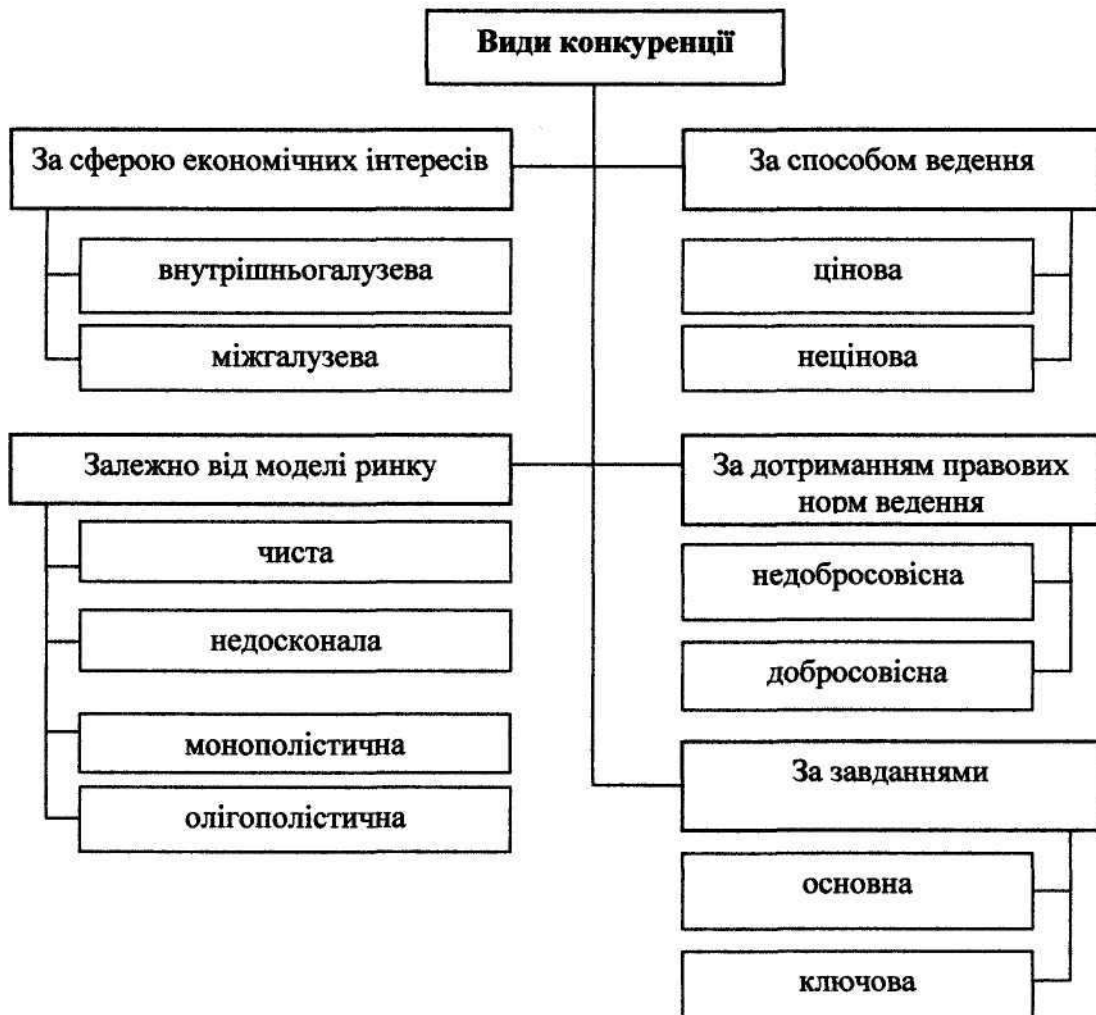 Види конкуренції
За сферою економічних інтересів
внутрішньогалузева
міжгалузева
Залежно від моделі ринку
чиста
недосконала
монополістична
олігополістична
За способом ведення
цінова
нецінова
За дотриманням правових
норм ведення
недобросовісна
добросовісна
За завданнями
основна
ключова